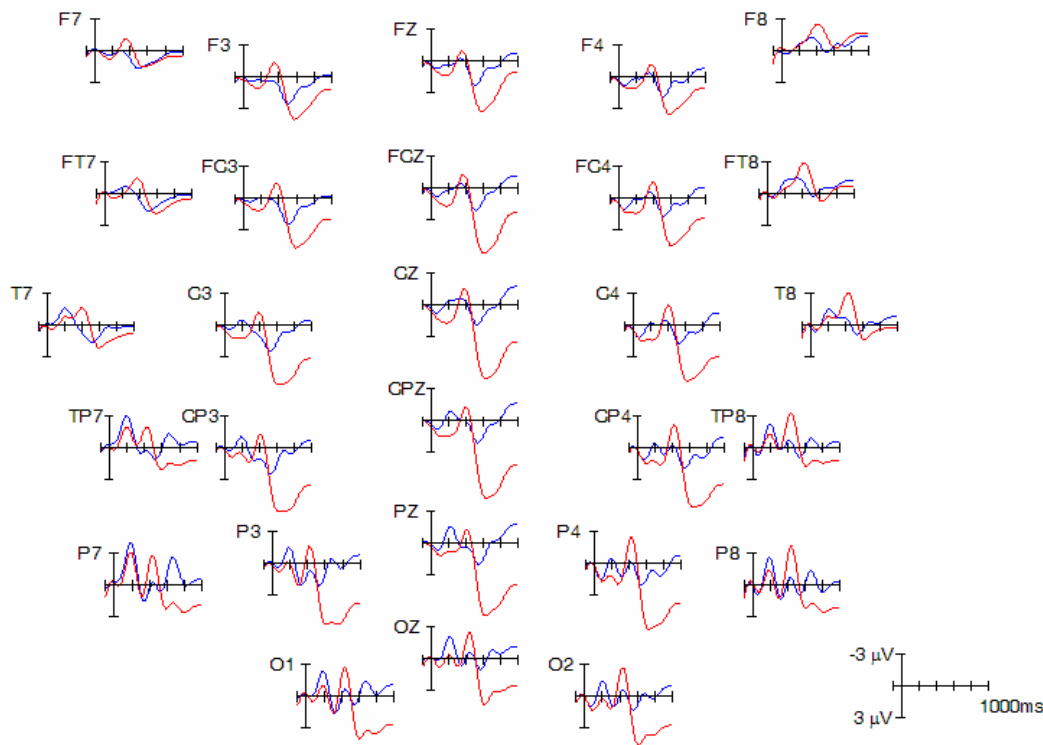 F7
F3
FZ
F4
F8
FT7
FC3
FCZ
FC4
FT8
T7
C3
CZ
C4
T8
TP7
CP3
CPZ
CP4
TP8
P7
P3
PZ
P4
P8
O1
OZ
O2
-3 µV
3 µV
1000ms